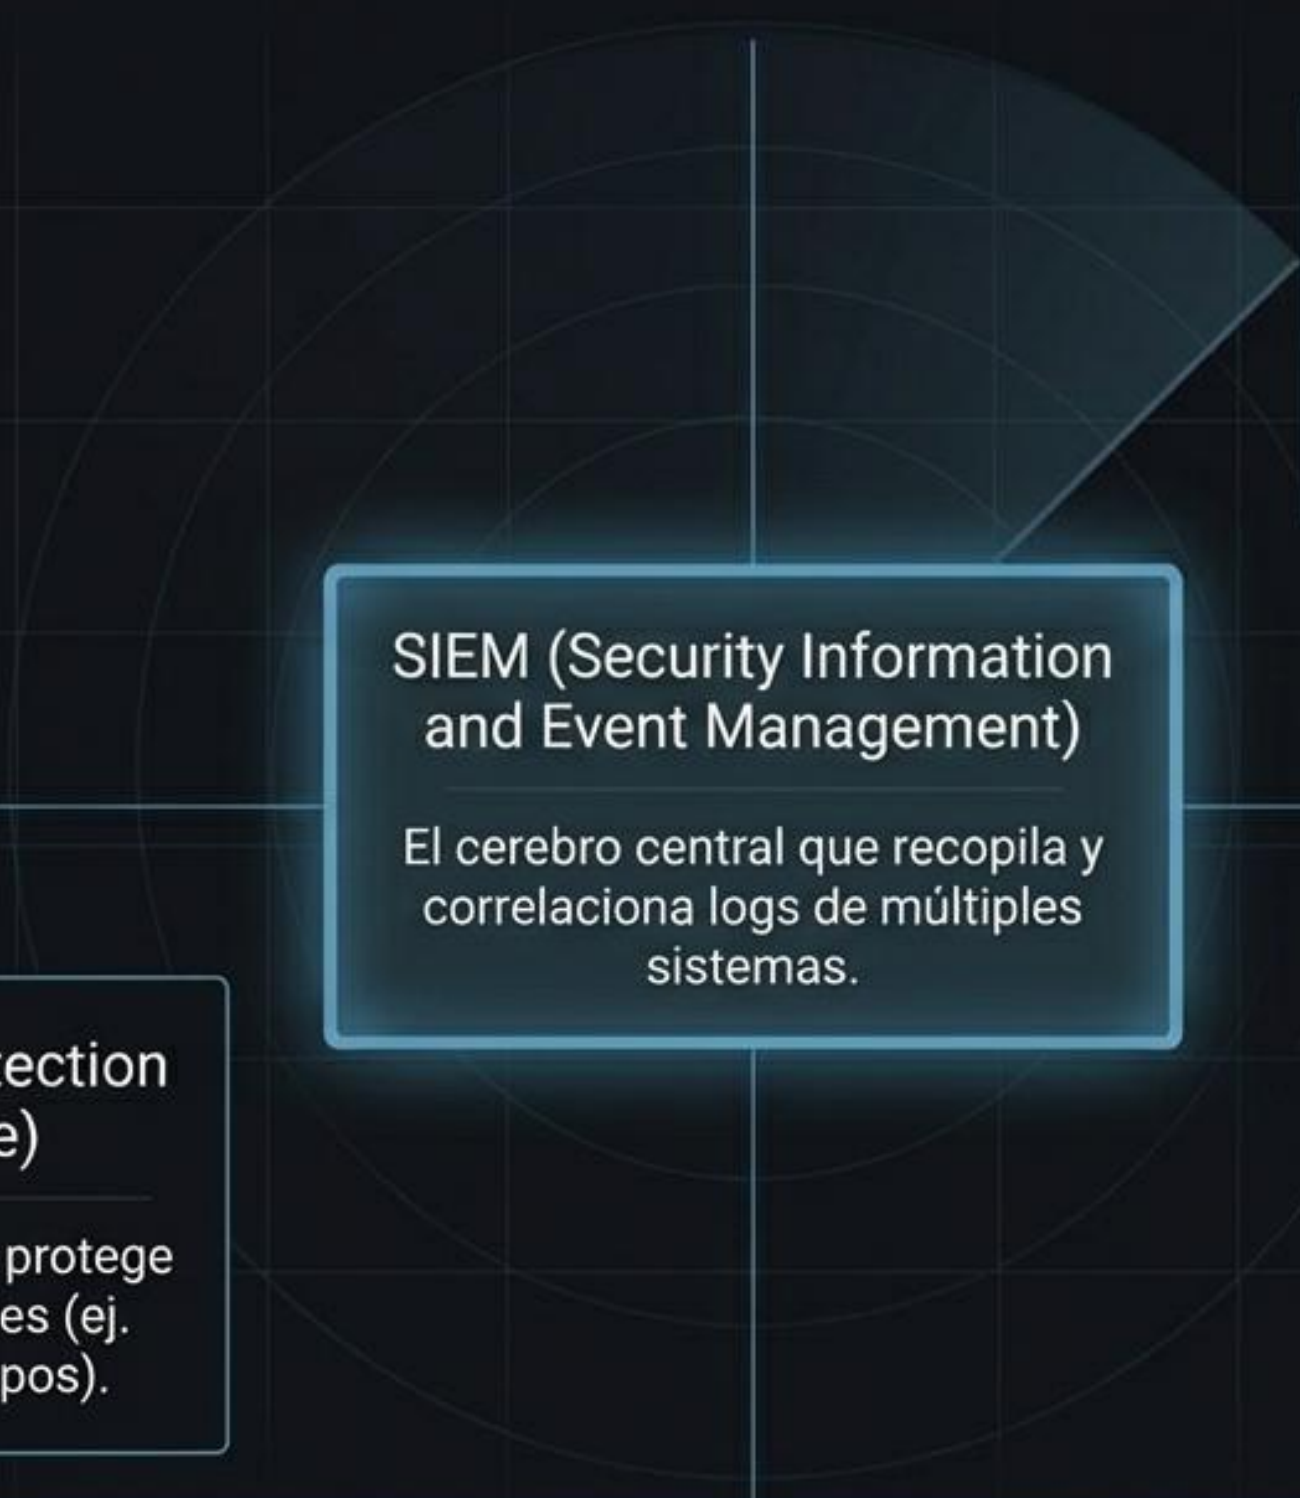 SIEM (Security Information
and Event Management)
El cerebro central que recopila y
correlaciona logs de múltiples
sistemas.
tection
e)
protege
es (ej.
pos).